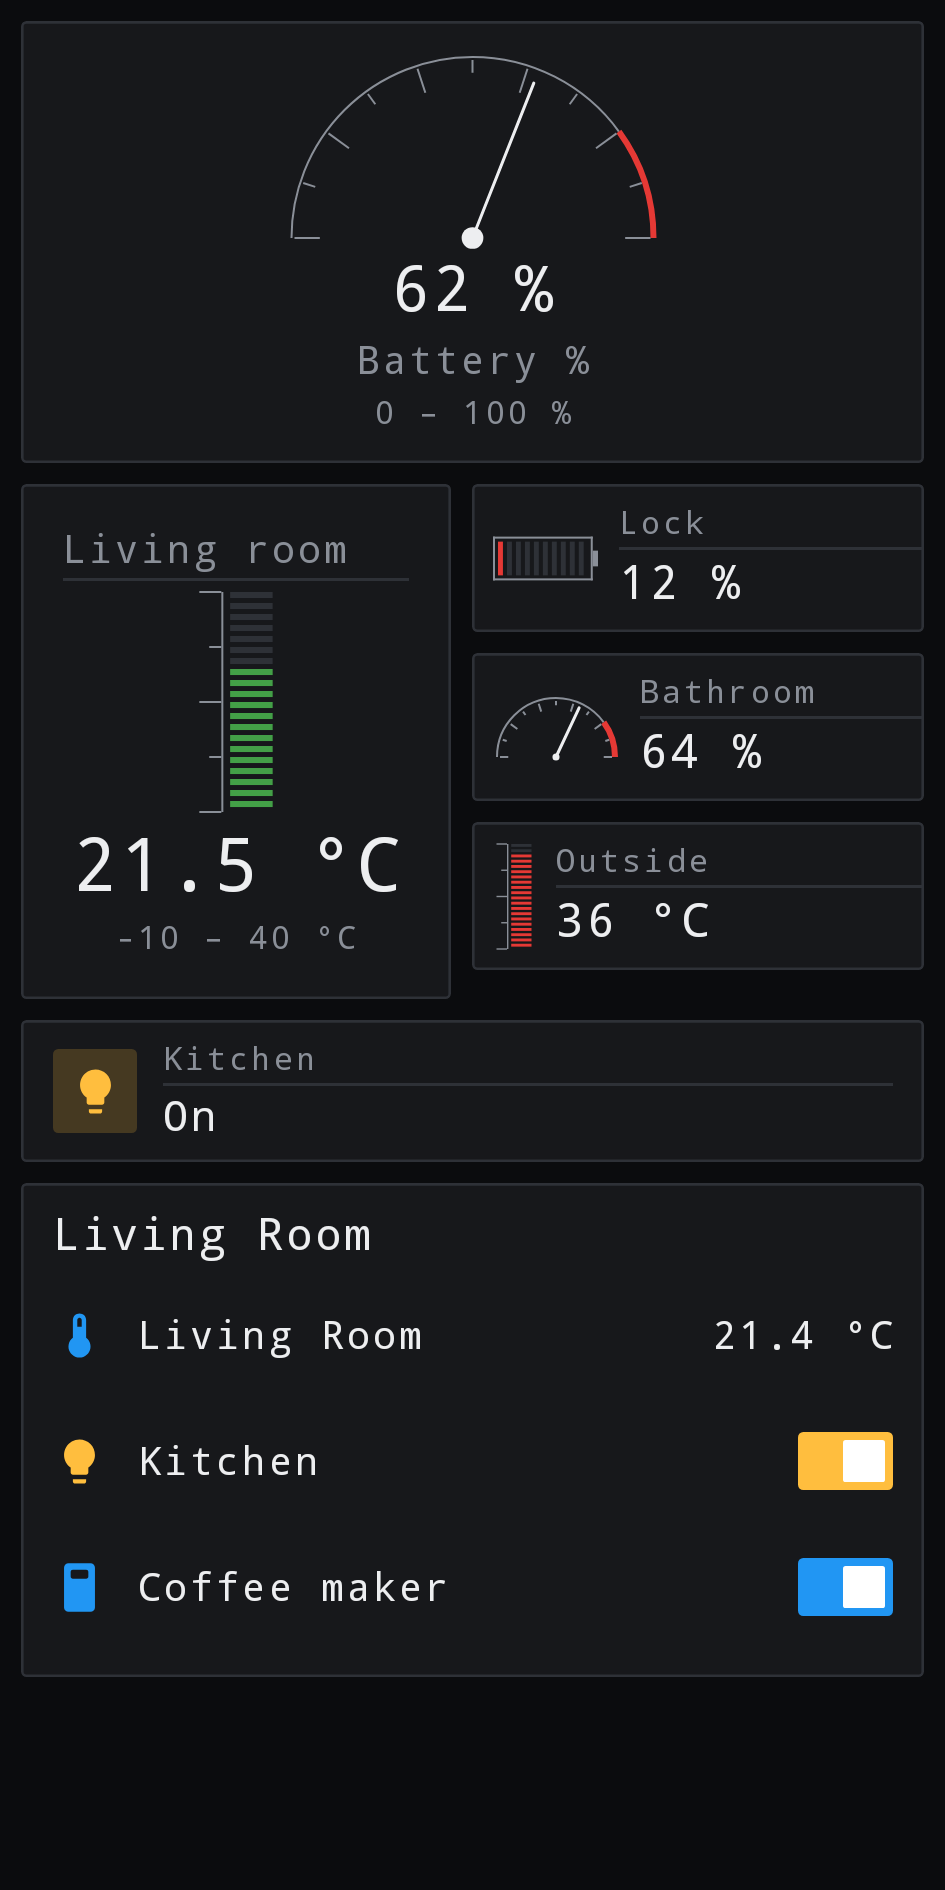 62 %
Battery %
0 – 100 %
Living room
21.5 °C
-10 – 40 °C
Lock
12 %
Bathroom
64 %
Outside
36 °C
Kitchen
On
Living Room
Living Room 21.4 °C
Kitchen
Coffee maker